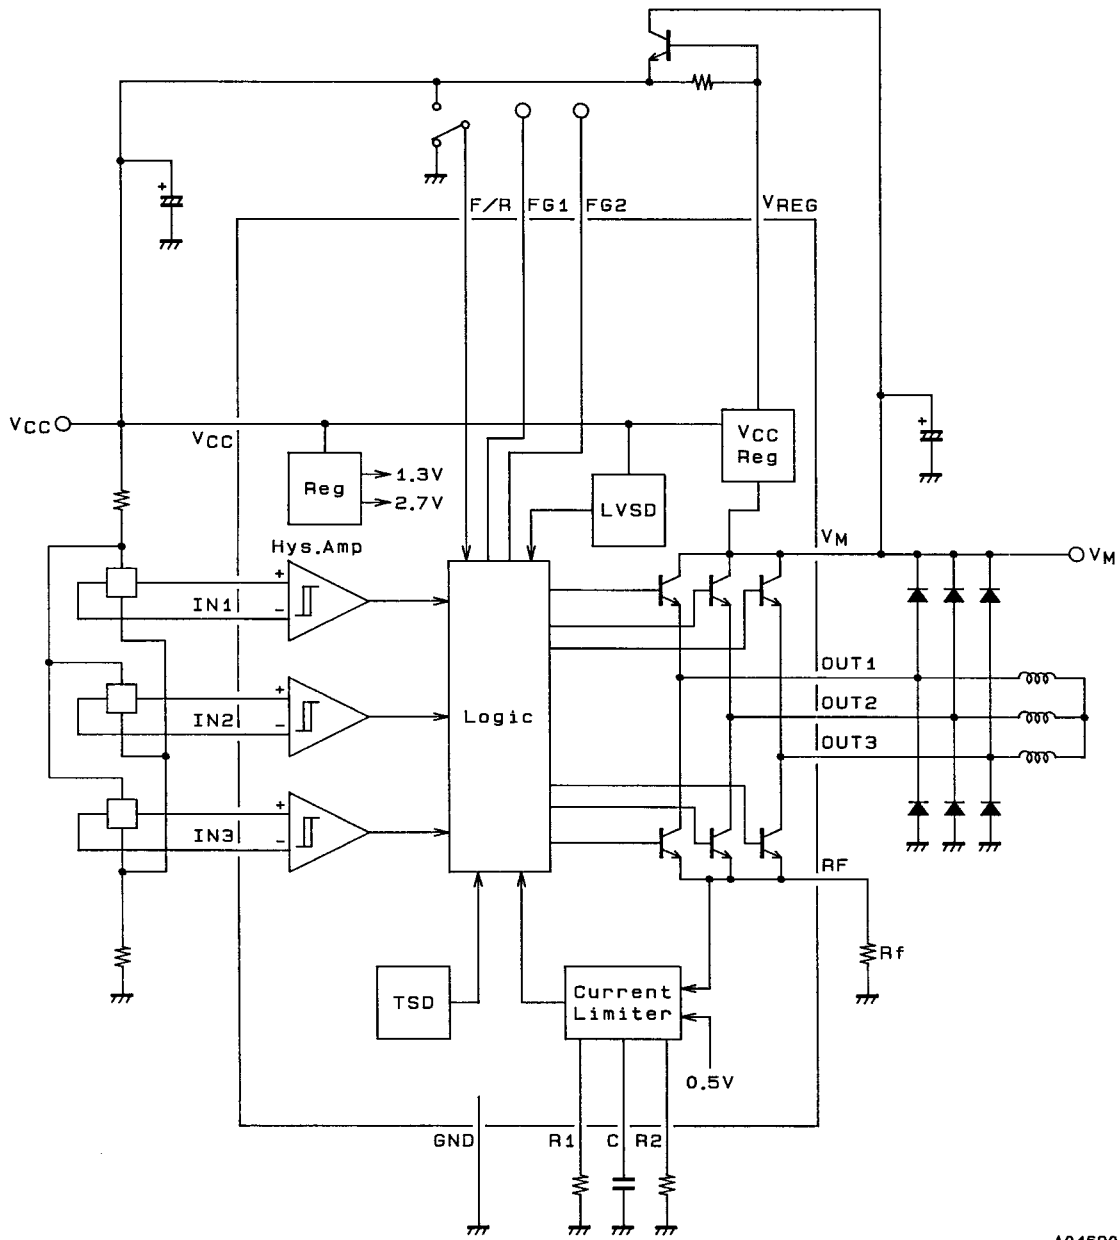 +
F/R FG1 FG2 VREG
VCC
VCC
VCC
Reg
+
Reg
1.3V
2.7V
LVSD
Hys.Amp
VM
VM
+
IN1
-
OUT1
+
IN2
-
Logic
OUT2
OUT3
+
IN3
-
RF
Rf
TSD
Current
Limiter
0.5V
GND R1 C R2